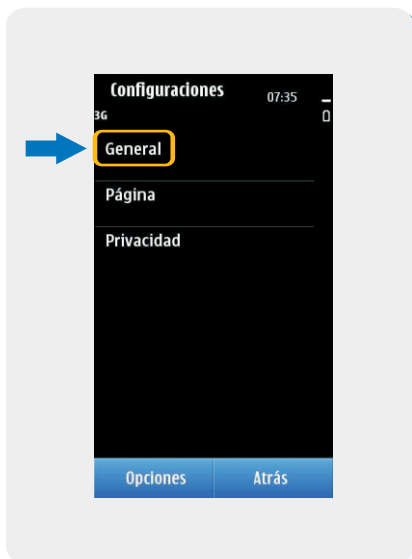 Configuraciones 07:35
3G
General
Página
Privacidad
Opciones Atrás